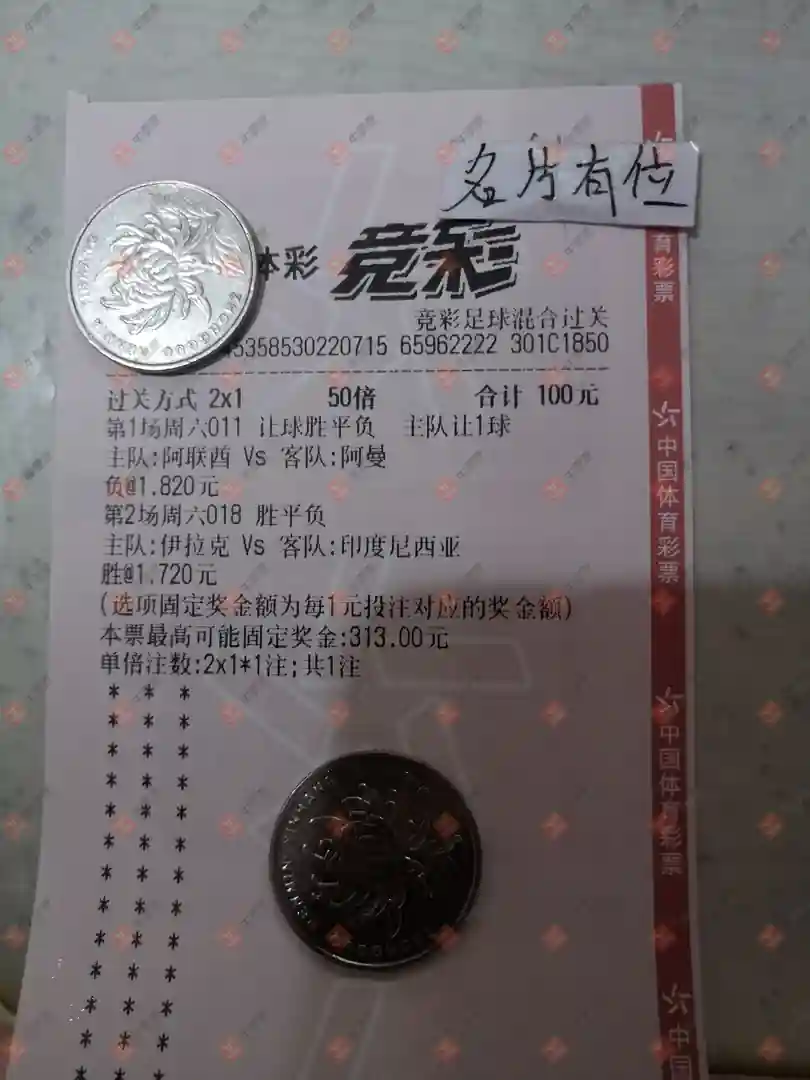 名片有位
本彩 竞彩
竞彩足球混合过关
45358530220715 65962222 301C1850
过关方式 2x1 50倍 合计 100元
第1场周六011 让球胜平负 主队让1球
主队:阿联酋 Vs 客队:阿曼
负@1.820元
第2场周六018 胜平负
主队:伊拉克 Vs 客队:印度尼西亚
胜@1.720元
(选项固定奖金额为每1元投注对应的奖金额)
本票最高可能固定奖金:313.00元
单倍注数:2x1*1注;共1注
* * *
* * *
* * *
* * *
* * *
* * *
* * *
* * *
* * *
* * *
* * *
* * *
* * *
育彩票
中国体育彩票
中国体育彩票
中国